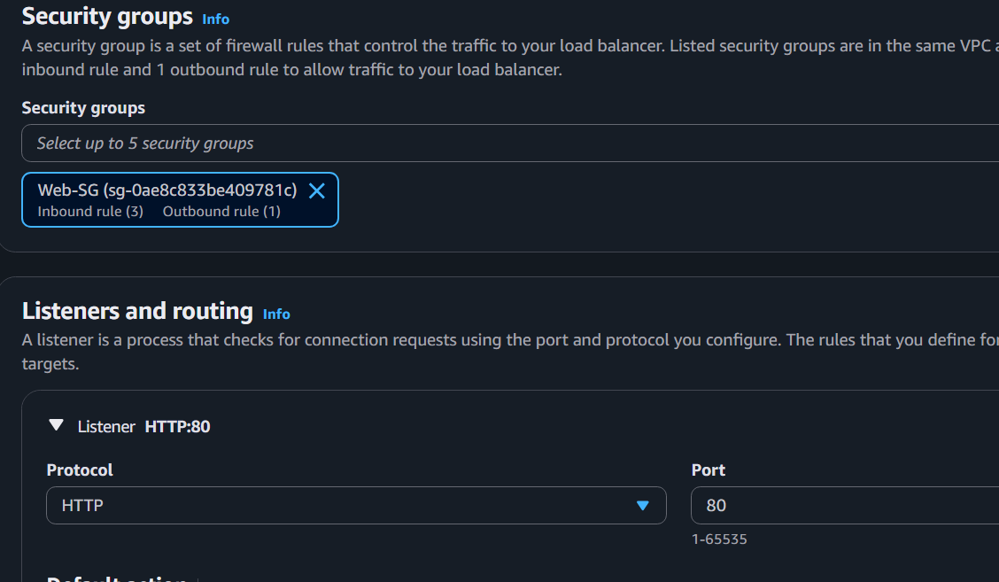 Security groups Info
A security group is a set of firewall rules that control the traffic to your load balancer. Listed security groups are in the same VPC
inbound rule and 1 outbound rule to allow traffic to your load balancer.
Security groups
Select up to 5 security groups
Web-SG (sg-0ae8c833be409781c)
Inbound rule (3) Outbound rule (1)
Listeners and routing Info
A listener is a process that checks for connection requests using the port and protocol you configure. The rules that you define for
targets.
Listener HTTP:80
Protocol
Port
HTTP
80
1-65535
Default action